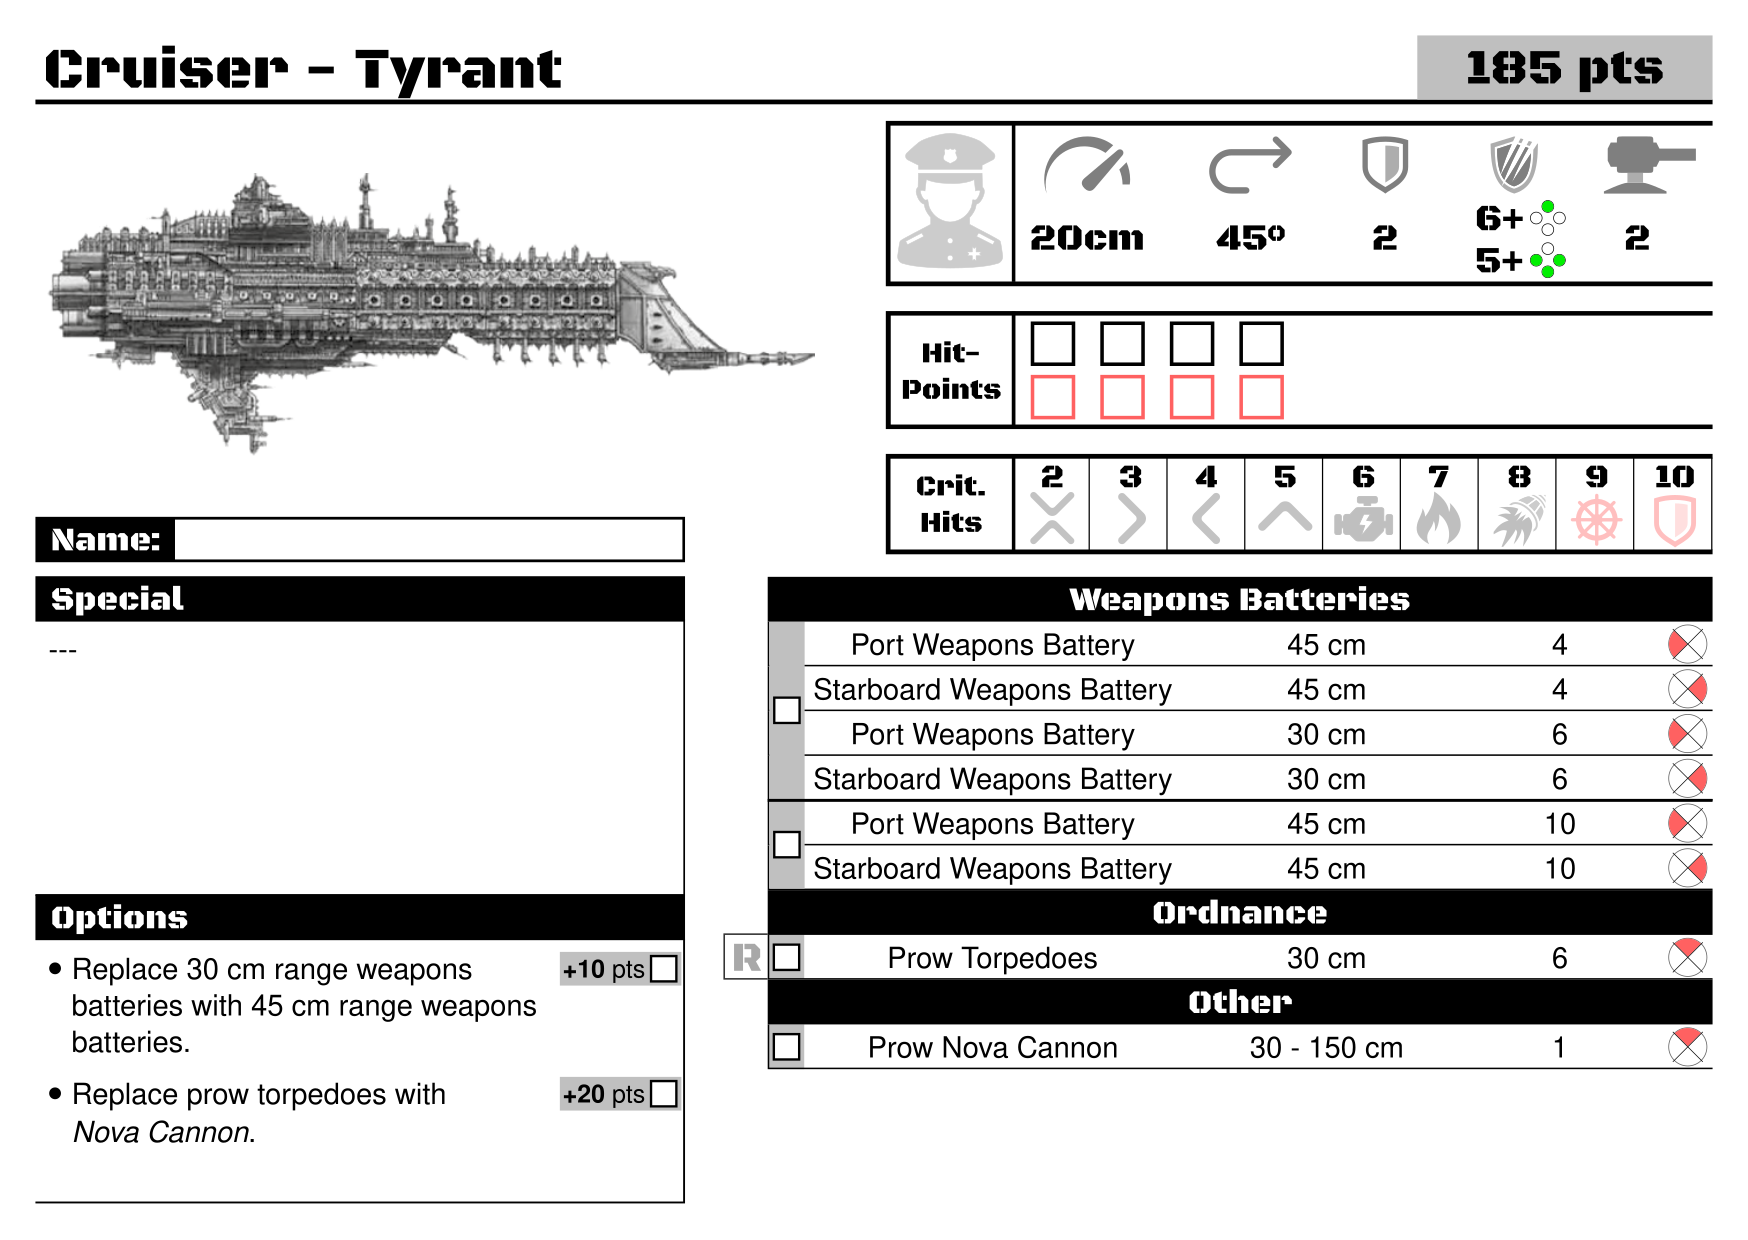 Cruiser - Tyrant
185 pts
20cm 45º 2 6+ 5+ 2
Hit-
Points
Crit.
Hits
2 3 4 5 6 7 8 9 10
Name:
Special
---
Options
• Replace 30 cm range weapons +10 pts
batteries with 45 cm range weapons
batteries.
• Replace prow torpedoes with +20 pts
Nova Cannon.
Weapons Batteries
Port Weapons Battery 45 cm 4
Starboard Weapons Battery 45 cm 4
Port Weapons Battery 30 cm 6
Starboard Weapons Battery 30 cm 6
Port Weapons Battery 45 cm 10
Starboard Weapons Battery 45 cm 10
Ordnance
R Prow Torpedoes 30 cm 6
Other
Prow Nova Cannon 30 - 150 cm 1